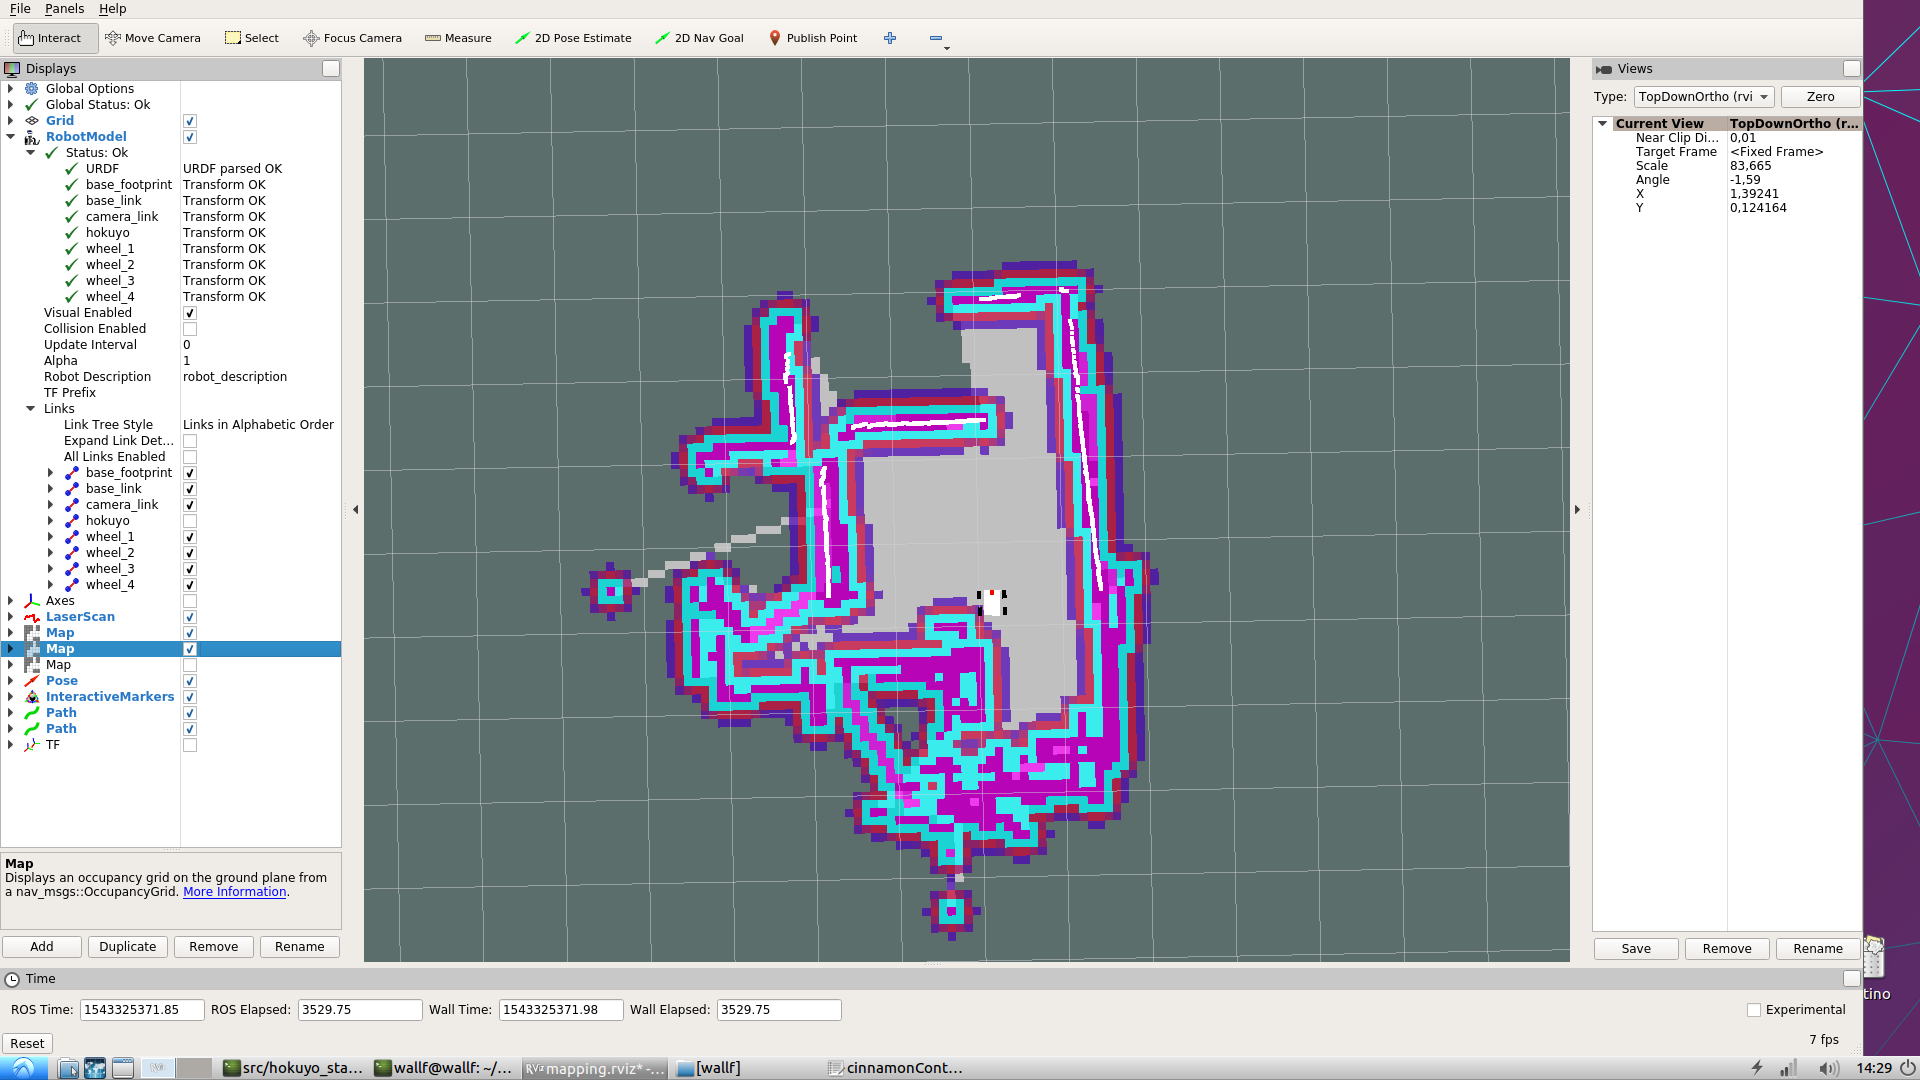 File Panels Help
Interact Move Camera Select Focus Camera Measure 2D Pose Estimate 2D Nav Goal Publish Point
Displays
Global Options
Global Status: Ok
Grid
RobotModel
Status: Ok
URDF URDF parsed OK
base_footprint Transform OK
base_link Transform OK
camera_link Transform OK
hokuyo Transform OK
wheel_1 Transform OK
wheel_2 Transform OK
wheel_3 Transform OK
wheel_4 Transform OK
Visual Enabled
Collision Enabled
Update Interval 0
Alpha 1
Robot Description robot_description
TF Prefix
Links
Link Tree Style Links in Alphabetic Order
Expand Link Det...
All Links Enabled
base_footprint
base_link
camera_link
hokuyo
wheel_1
wheel_2
wheel_3
wheel_4
Axes
LaserScan
Map
Map
Map
Pose
InteractiveMarkers
Path
Path
TF
Map
Displays an occupancy grid on the ground plane from
a nav_msgs::OccupancyGrid. More Information.
Add Duplicate Remove Rename
Views
Type: TopDownOrtho (rvi Zero
Current View TopDownOrtho (r...
Near Clip Di... 0,01
Target Frame <Fixed Frame>
Scale 83,665
Angle -1,59
X 1,39241
Y 0,124164
Save Remove Rename
tino
Time
ROS Time: 1543325371.85 ROS Elapsed: 3529.75 Wall Time: 1543325371.98 Wall Elapsed: 3529.75 Experimental
Reset 7 fps
src/hokuyo_sta... wallf@wallf: ~/... mapping.rviz* -... [wallf] cinnamonCont... 14:29